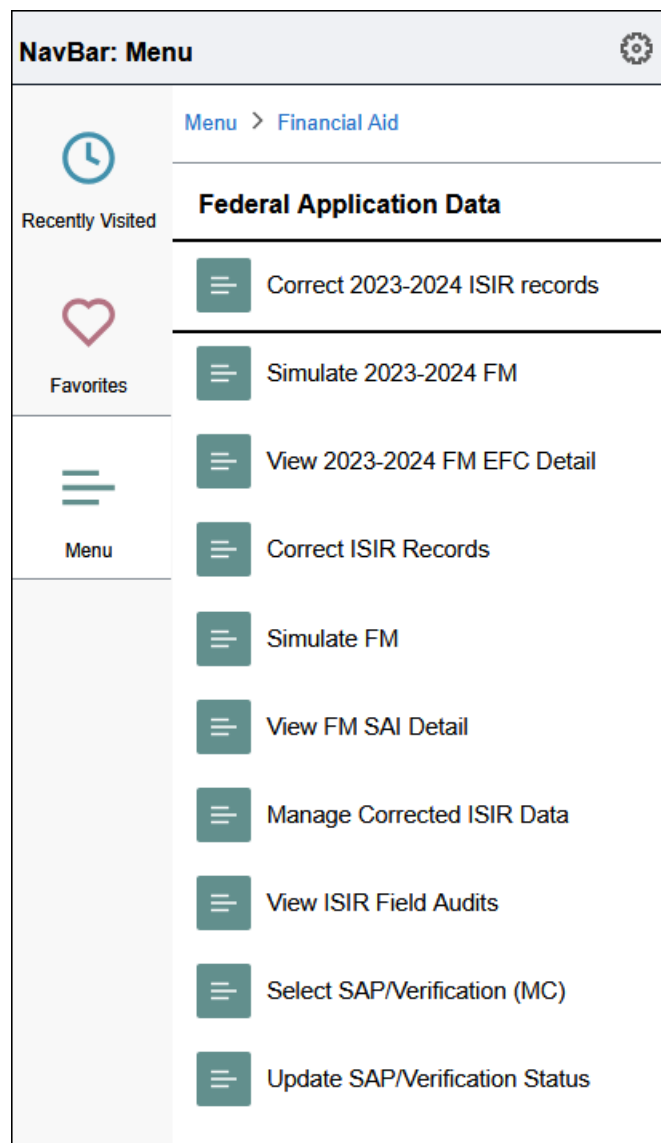 NavBar: Menu
Recently Visited
Favorites
Menu
Menu > Financial Aid
Federal Application Data
Correct 2023-2024 ISIR records
Simulate 2023-2024 FM
View 2023-2024 FM EFC Detail
Correct ISIR Records
Simulate FM
View FM SAI Detail
Manage Corrected ISIR Data
View ISIR Field Audits
Select SAP/Verification (MC)
Update SAP/Verification Status